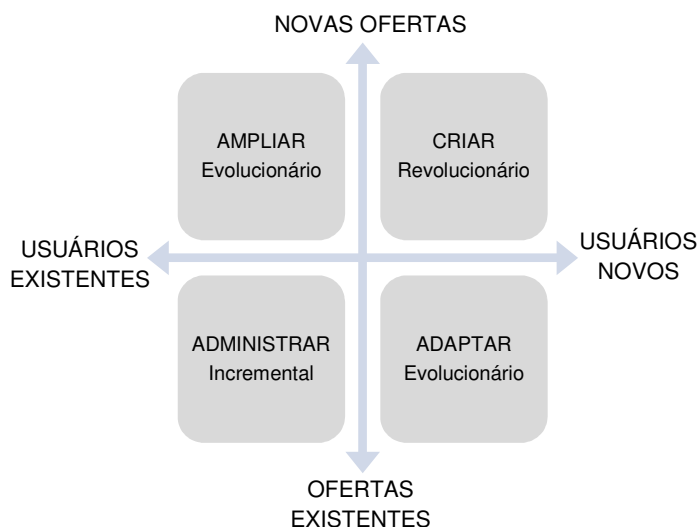 NOVAS OFERTAS
AMPLIAR
Evolucionário
CRIAR
Revolucionário
USUÁRIOS
EXISTENTES
USUÁRIOS
NOVOS
ADMINISTRAR
Incremental
ADAPTAR
Evolucionário
OFERTAS
EXISTENTES